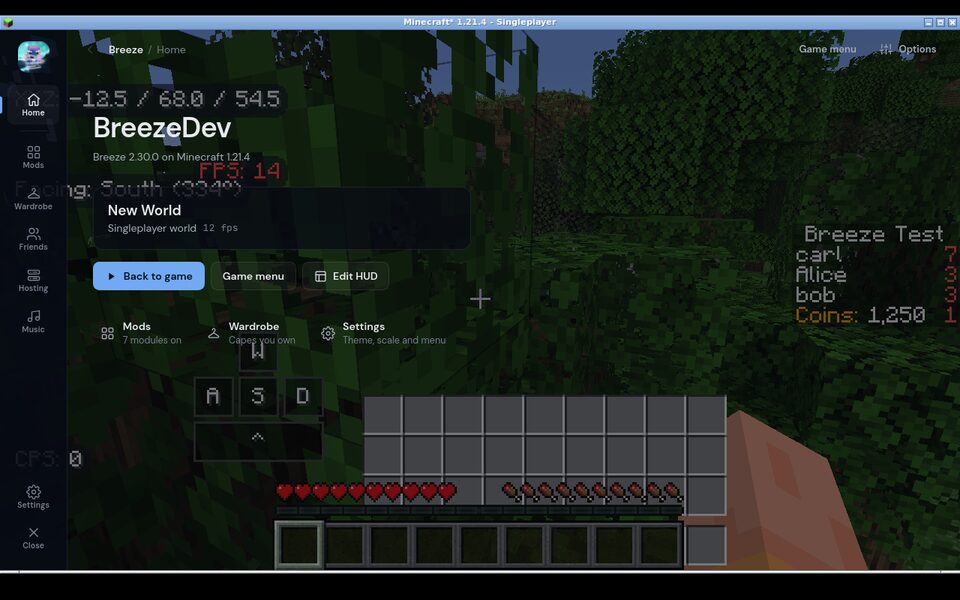 Minecraft* 1.21.4 - Singleplayer
Breeze / Home
Game menu
Options
-12.5 / 68.0 / 54.5
Home
BreezeDev
Breeze 2.30.0 on Minecraft 1.21.4
FPS: 14
Mods
Facing: South (334°)
Wardrobe
New World
Singleplayer world 12 fps
Friends
Breeze Test
carl 7
Alice 3
bob 3
Coins: 1,250 1
Back to game
Game menu
Edit HUD
Hosting
Music
Mods
7 modules on
Wardrobe
Capes you own
Settings
Theme, scale and menu
W
A
S
D
^
CPS: 0
Settings
Close